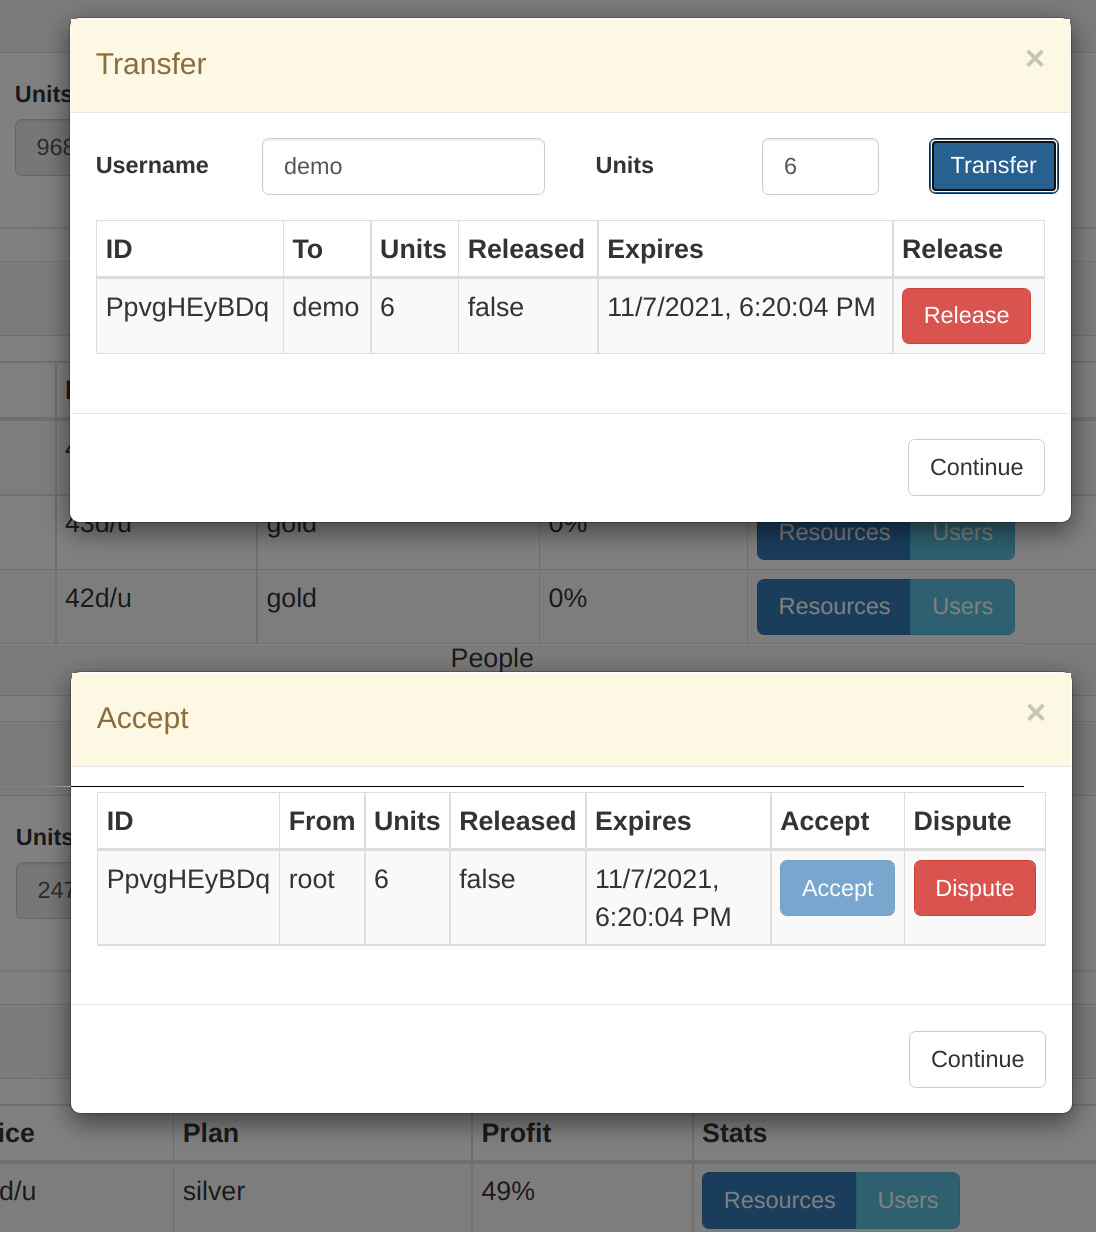 Transfer ×
Units
968
Username demo Units 6 Transfer
ID To Units Released Expires Release
PpvgHEyBDq demo 6 false 11/7/2021, 6:20:04 PM Release
Continue
43d/u gold 0% Resources Users
42d/u gold 0% Resources Users
People
Accept ×
ID From Units Released Expires Accept Dispute
Units
PpvgHEyBDq root 6 false 11/7/2021, Accept Dispute
247
6:20:04 PM
Continue
ice Plan Profit Stats
d/u silver 49% Resources Users